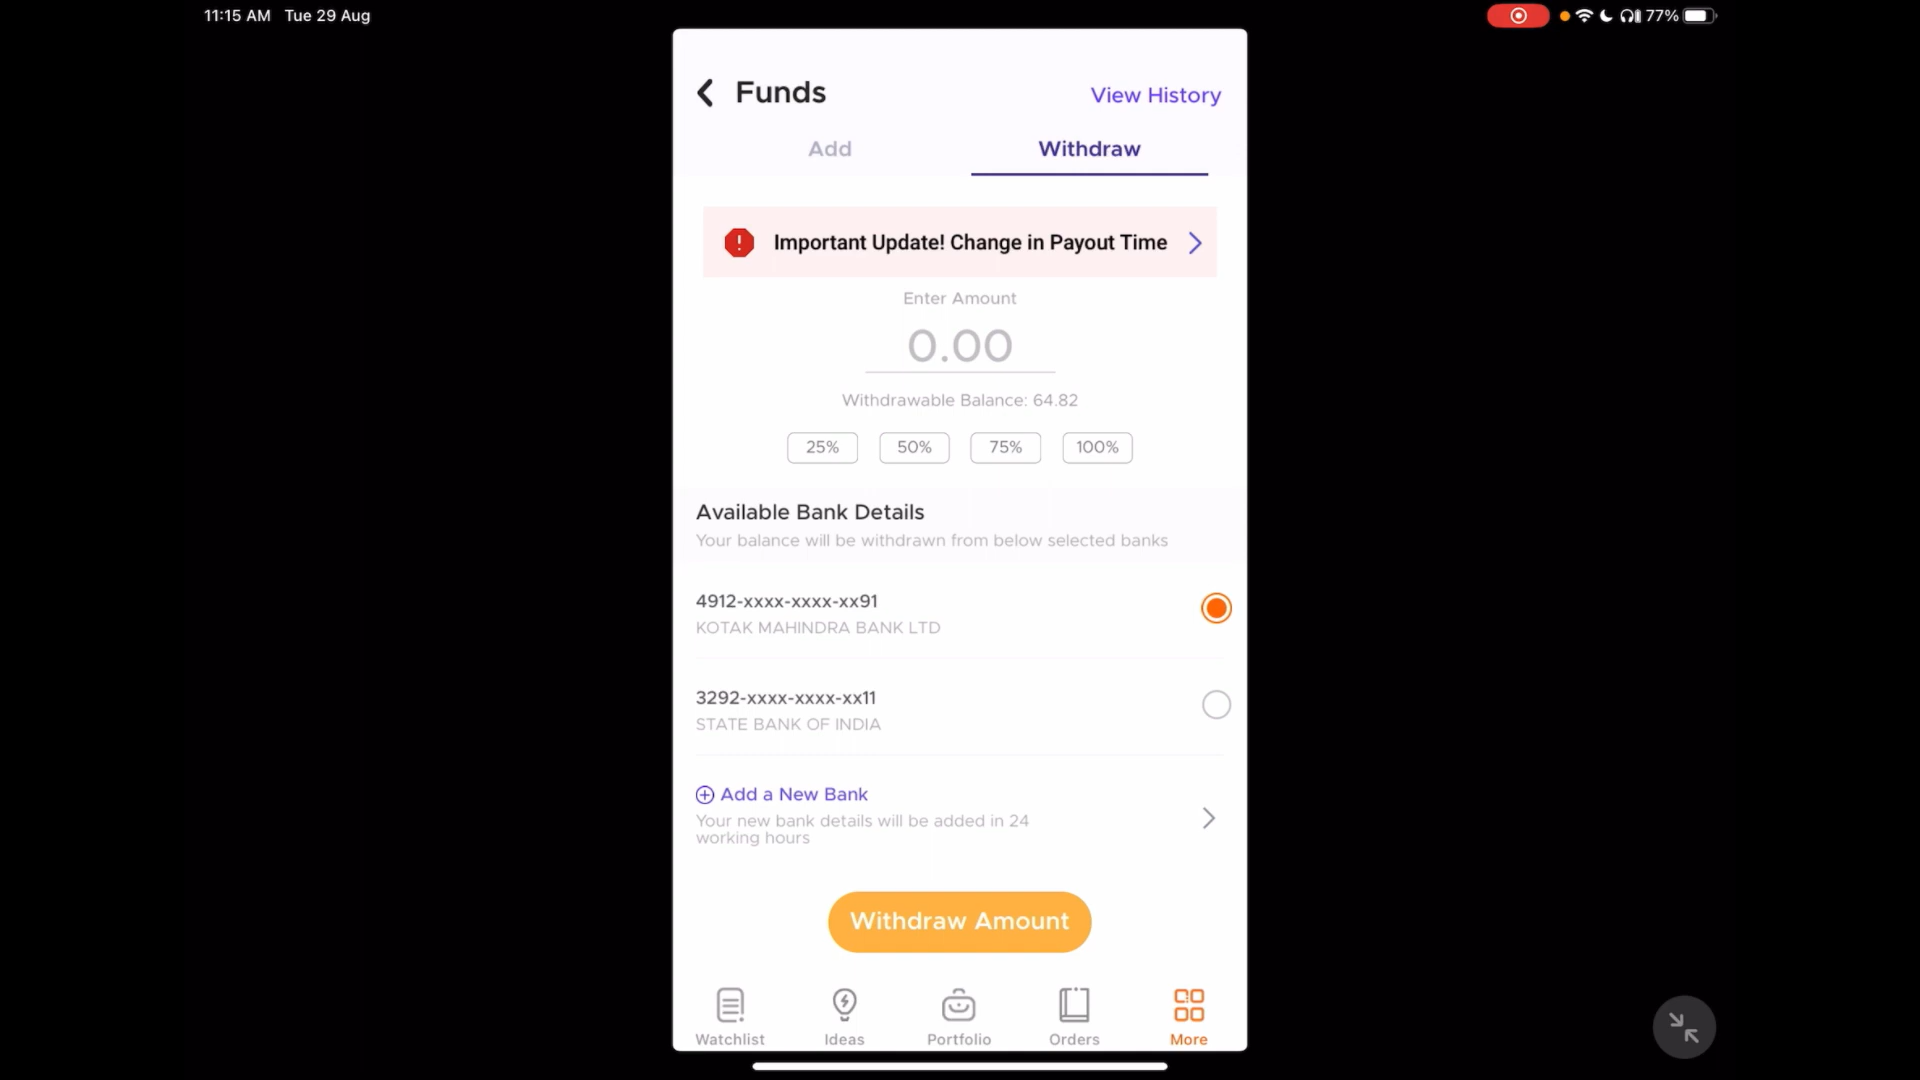 11:15 AM Tue 29 Aug
77%
Funds
View History
Add
Withdraw
Important Update! Change in Payout Time
Enter Amount
0.00
Withdrawable Balance: 64.82
25% 50% 75% 100%
Available Bank Details
Your balance will be withdrawn from below selected banks
4912-xxxx-xxxx-xx91
KOTAK MAHINDRA BANK LTD
3292-xxxx-xxxx-xx11
STATE BANK OF INDIA
Add a New Bank
Your new bank details will be added in 24
working hours
Withdraw Amount
Watchlist Ideas Portfolio Orders More